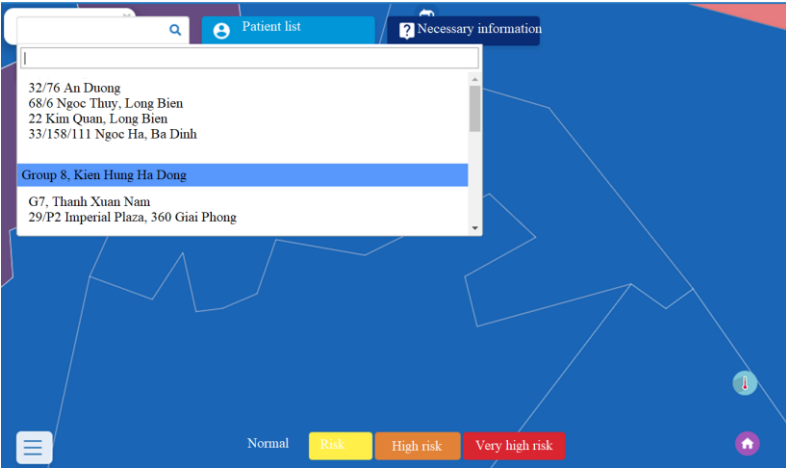 Patient list
Necessary information
32/76 An Duong
68/6 Ngoc Thuy, Long Bien
22 Kim Quan, Long Bien
33/158/111 Ngoc Ha, Ba Dinh
Group 8, Kien Hung Ha Dong
G7, Thanh Xuan Nam
29/P2 Imperial Plaza, 360 Giai Phong
Normal
Risk
High risk
Very high risk